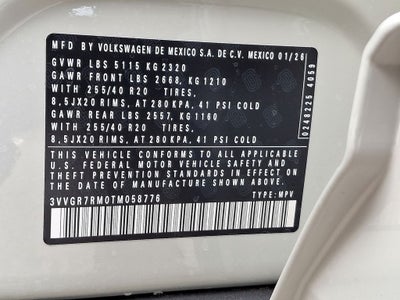 MFD BY VOLKSWAGEN DE MEXICO S.A. DE C.V. MEXICO 01/26
GVWR LBS 5115 KG2320
GAWR FRONT LBS 2668, KG1210
WITH 255/40 R20 TIRES,
8,5JX20 RIMS, AT 280KPA, 41 PSI COLD
GAWR REAR LBS 2557, KG1160
WITH 255/40 R20 TIRES,
8,5JX20 RIMS, AT 280KPA, 41 PSI COLD
THIS VEHICLE CONFORMS TO ALL APPLICABLE
U.S. FEDERAL MOTOR VEHICLE SAFETY AND
THEFT PREVENTION STANDARDS IN EFFECT ON
THE DATE OF MANUFACTURE SHOWN ABOVE.
3VVGR7RM0TM058776 TYPE: MPV
0248225 4059